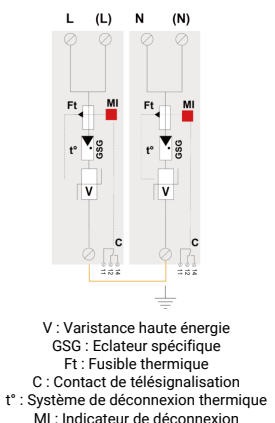 L (L) N (N)
Ft MI Ft MI
t° GSG t° GSG
V V
C C
11 12 14 11 12 14
V : Varistance haute énergie
GSG : Eclateur spécifique
Ft : Fusible thermique
C : Contact de télésignalisation
t° : Système de déconnexion thermique
MI : Indicateur de déconnexion